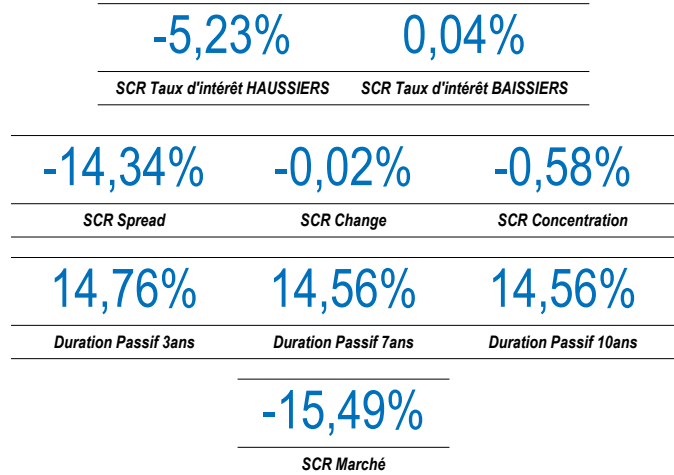 -5,23% 0,04%
SCR Taux d'intérêt HAUSSIERS SCR Taux d'intérêt BAISSIERS
-14,34% -0,02% -0,58%
SCR Spread SCR Change SCR Concentration
14,76% 14,56% 14,56%
Duration Passif 3ans Duration Passif 7ans Duration Passif 10ans
-15,49%
SCR Marché